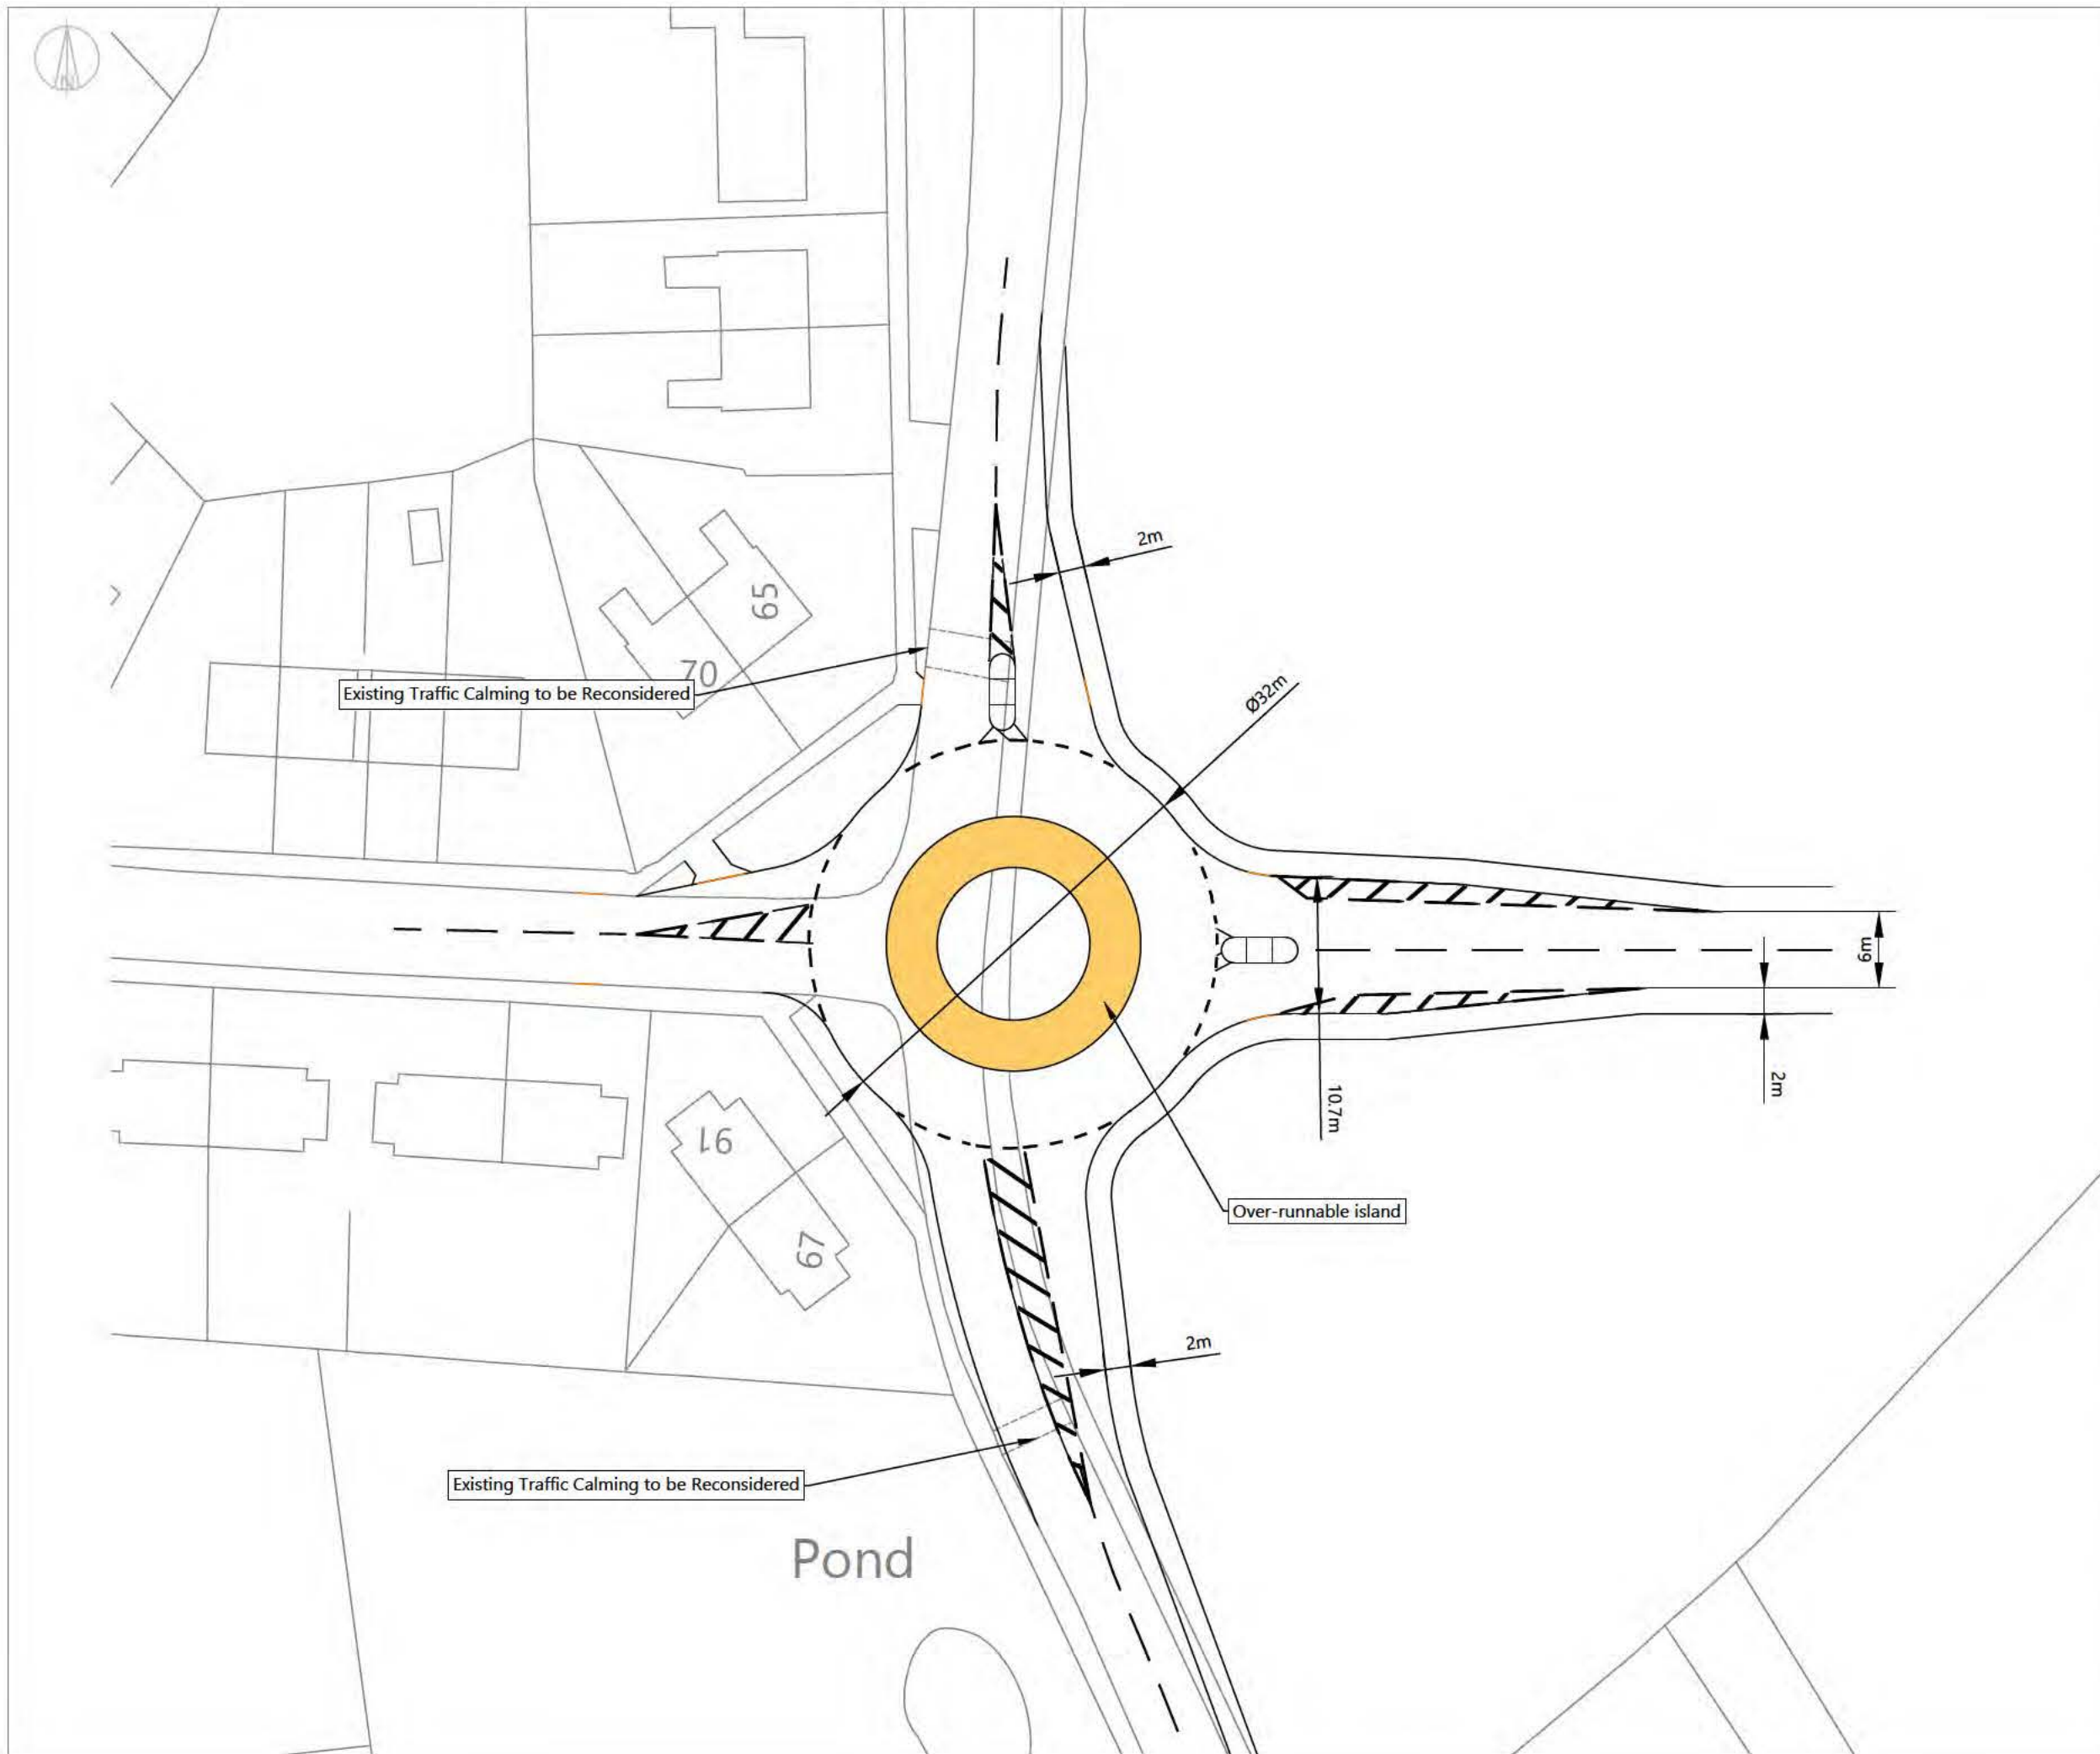 N
2m
65
70
Existing Traffic Calming to be Reconsidered
Ø32m
6m
2m
10.7m
91
Over-runnable island
67
2m
Existing Traffic Calming to be Reconsidered
Pond